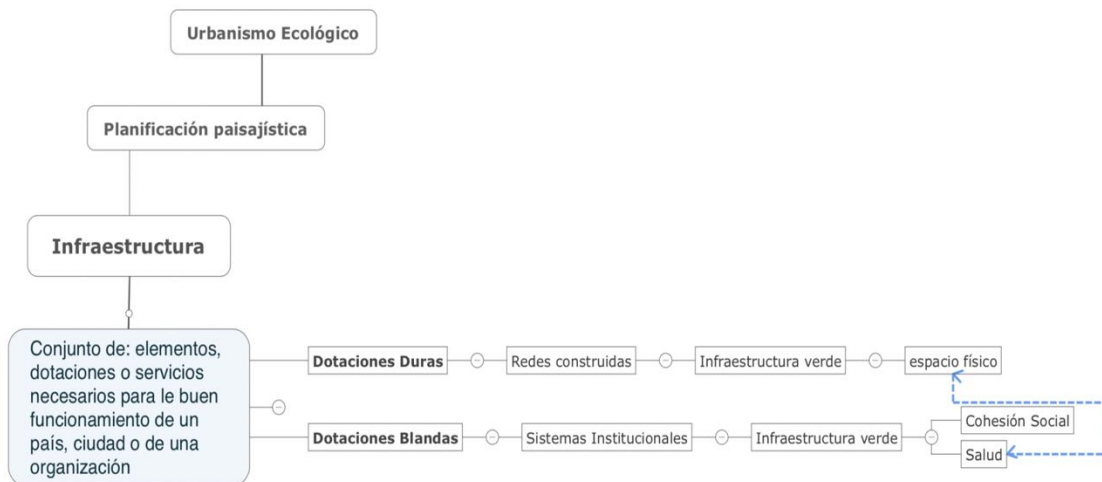 Urbanismo Ecológico
Planificación paisajística
Infraestructura
Conjunto de: elementos,
dotaciones o servicios
necesarios para le buen
funcionamiento de un
país, ciudad o de una
organización
Dotaciones Duras
Redes construidas
Infraestructura verde
espacio físico
Dotaciones Blandas
Sistemas Institucionales
Infraestructura verde
Cohesión Social
Salud